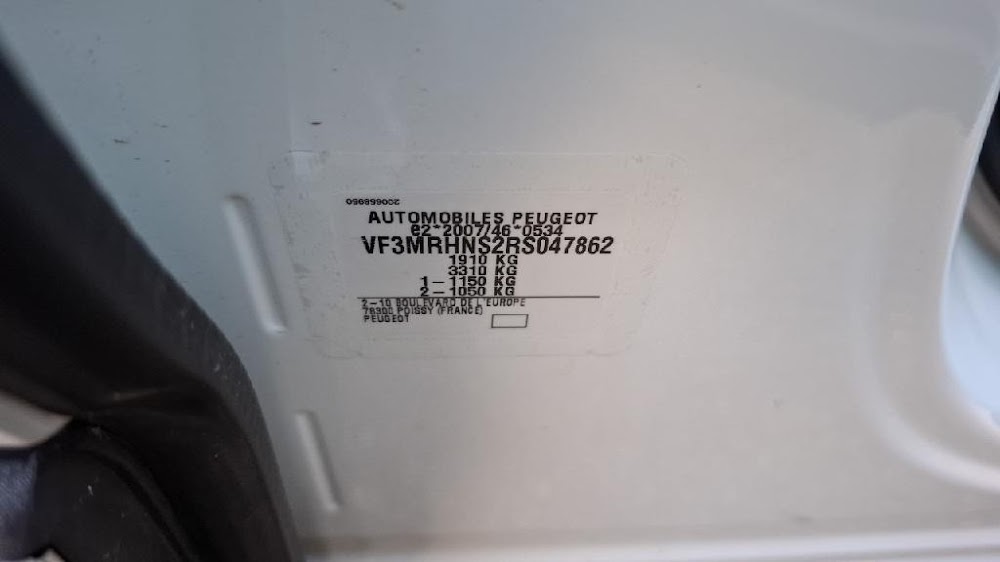 AUTOMOBILES PEUGEOT
e2*2007/46*0534
VF3MRHNS2RS047862
1910 KG
3310 KG
1-1150 KG
2-1050 KG
2-10 BOULEVARD DE L'EUROPE
78300 POISSY (FRANCE)
PEUGEOT